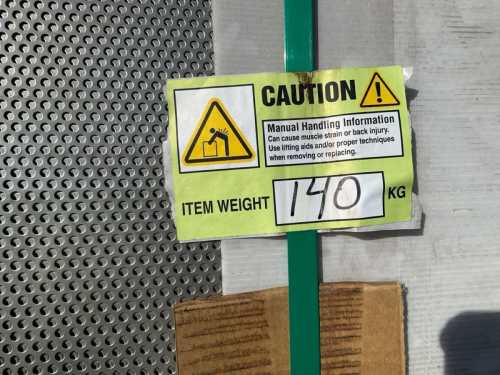 CAUTION
Manual Handling Information
Can cause muscle strain or back injury.
Use lifting aids and/or proper techniques
when removing or replacing.
ITEM WEIGHT 140 KG